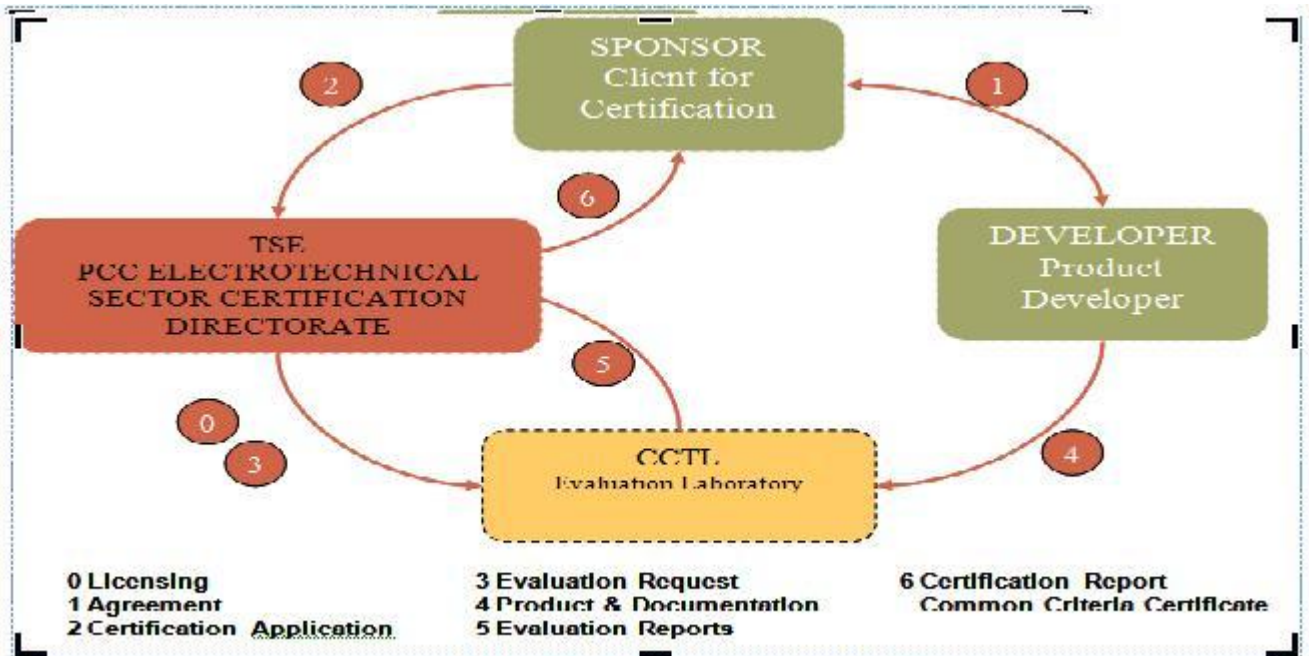 SPONSOR
Client for
Certification
2
1
6
TSE
PCC ELECTROTECHNICAL
SECTOR CERTIFICATION
DIRECTORATE
DEVELOPER
Product
Developer
5
0
3
4
CCTL
Evaluation Laboratory
0 Licensing
1 Agreement
2 Certification Application
3 Evaluation Request
4 Product & Documentation
5 Evaluation Reports
6 Certification Report
Common Criteria Certificate